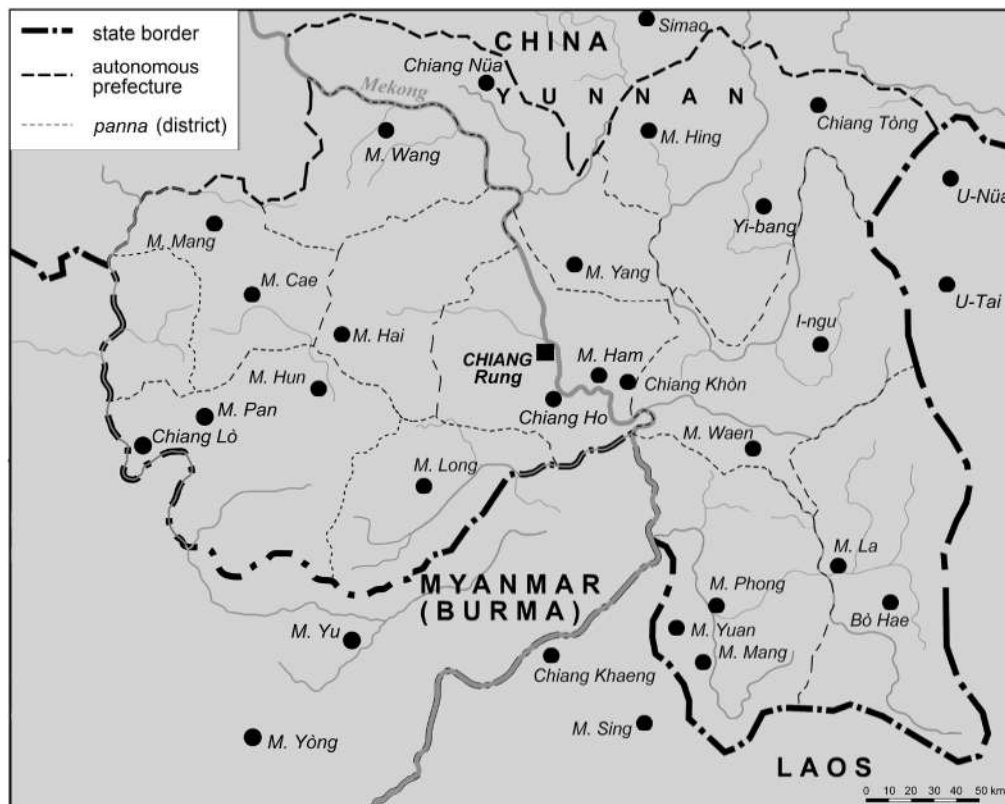 state border
autonomous
prefecture
panna (district)
Simao
CHINA
Chiang Nüa
Mekong
YUNNAN
Chiang Tòng
M. Wang
M. Hing
U-Nüa
Yi-bang
M. Mang
M. Yang
M. Cae
U-Tai
I-ngu
M. Hai
CHIANG
Rung
M. Ham
M. Hun
Chiang Khòn
M. Pan
Chiang Ho
Chiang Lò
M. Waen
M. Long
M. La
MYANMAR
(BURMA)
M. Phong
Bò Hae
M. Yu
M. Yuan
M. Mang
Chiang Khaeng
M. Sing
M. Yòng
LAOS
0 10 20 30 40 50 km